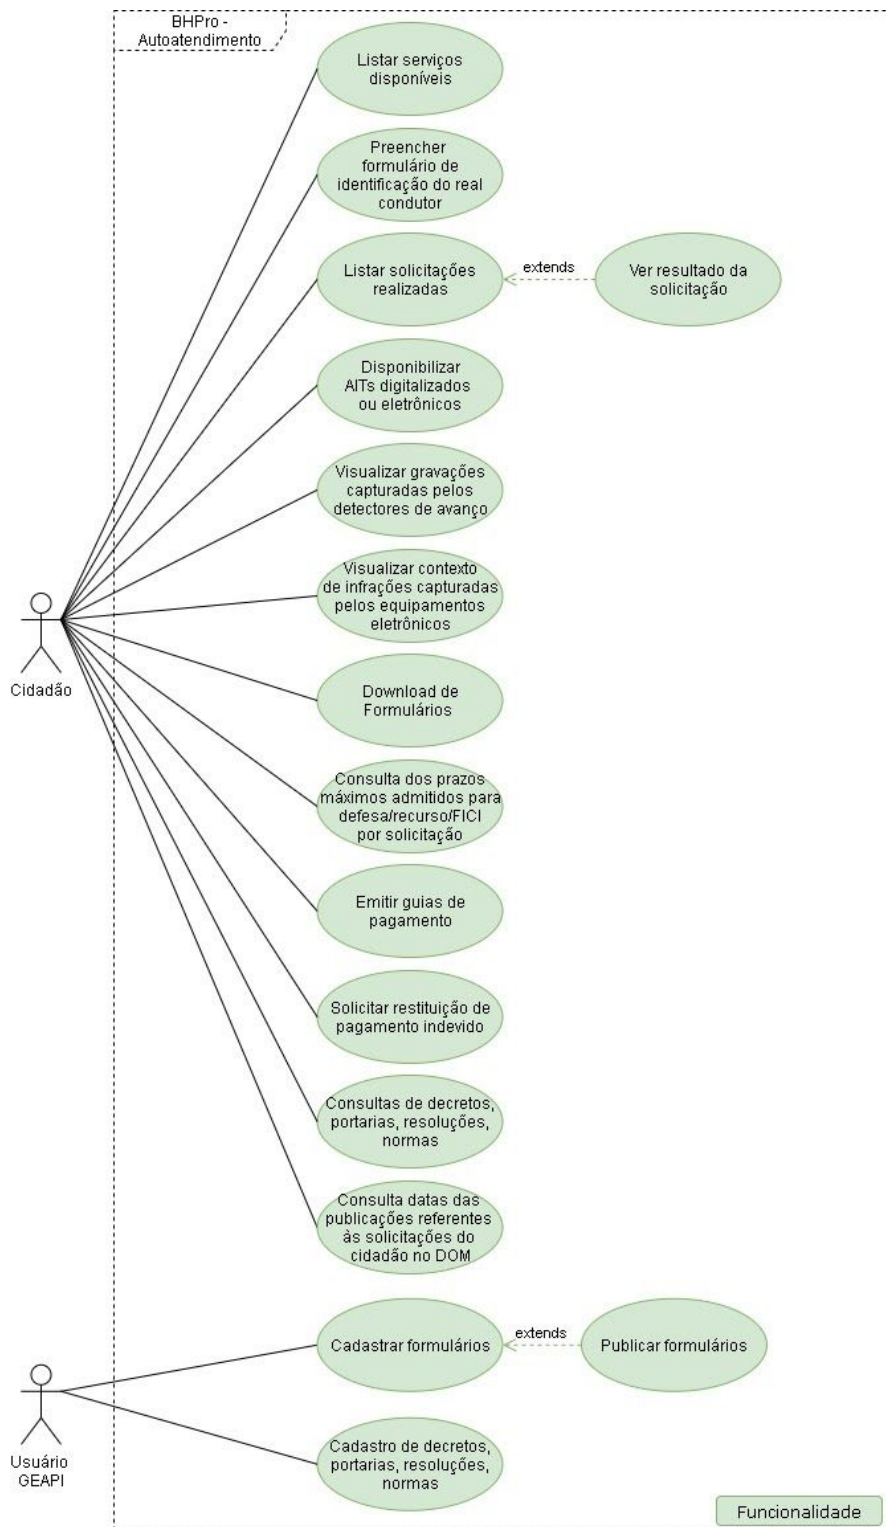 BHPro -
Autoatendimento
Listar serviços
disponíveis
Preencher
formulário de
identificação do real
condutor
Listar solicitações
realizadas
extends
Ver resultado da
solicitação
Disponibilizar
AITs digitalizados
ou eletrônicos
Visualizar gravações
capturadas pelos
detectores de avanço
Visualizar contexto
de infrações capturadas
pelos equipamentos
eletrônicos
Cidadão
Download de
Formulários
Consulta dos prazos
máximos admitidos para
defesa/recurso/FICI
por solicitação
Emitir guias de
pagamento
Solicitar restituição de
pagamento indevido
Consultas de decretos,
portarias, resoluções,
normas
Consulta datas das
publicações referentes
às solicitações do
cidadão no DOM
Cadastrar formulários
extends
Publicar formulários
Usuário
GEAPI
Cadastro de decretos,
portarias, resoluções,
normas
Funcionalidade